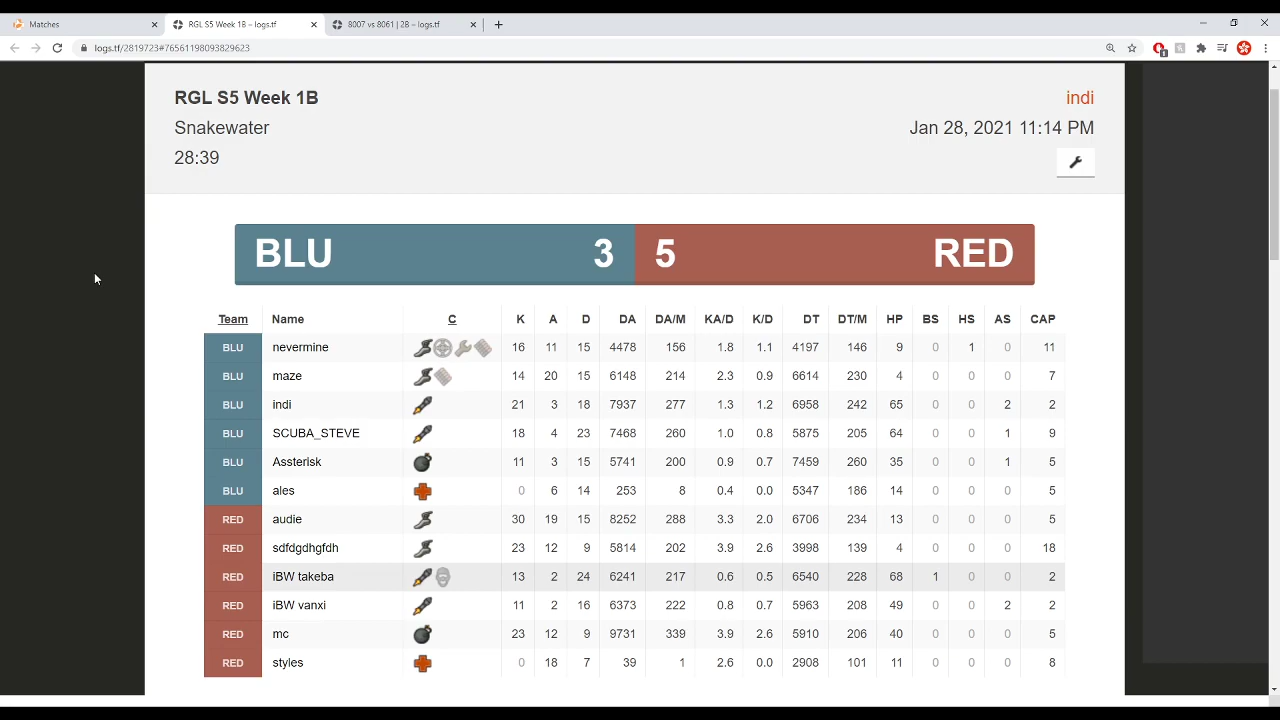 Matches
RGL S5 Week 1B – logs.tf
8007 vs 8061 | 28 – logs.tf
logs.tf/2819723#76561198093829623
RGL S5 Week 1B
indi
Snakewater
Jan 28, 2021 11:14 PM
28:39
BLU 3 5 RED
Team Name C K A D DA DA/M KA/D K/D DT DT/M HP BS HS AS CAP
BLU nevermine 16 11 15 4478 156 1.8 1.1 4197 146 9 0 1 0 11
BLU maze 14 20 15 6148 214 2.3 0.9 6614 230 4 0 0 0 7
BLU indi 21 3 18 7937 277 1.3 1.2 6958 242 65 0 0 2 2
BLU SCUBA_STEVE 18 4 23 7468 260 1.0 0.8 5875 205 64 0 0 1 9
BLU Assterisk 11 3 15 5741 200 0.9 0.7 7459 260 35 0 0 1 5
BLU ales 0 6 14 253 8 0.4 0.0 5347 186 14 0 0 0 5
RED audie 30 19 15 8252 288 3.3 2.0 6706 234 13 0 0 0 5
RED sdfdgdhgfdh 23 12 9 5814 202 3.9 2.6 3998 139 4 0 0 0 18
RED iBW takeba 13 2 24 6241 217 0.6 0.5 6540 228 68 1 0 0 2
RED iBW vanxi 11 2 16 6373 222 0.8 0.7 5963 208 49 0 0 2 2
RED mc 23 12 9 9731 339 3.9 2.6 5910 206 40 0 0 0 5
RED styles 0 18 7 39 1 2.6 0.0 2908 101 11 0 0 0 8